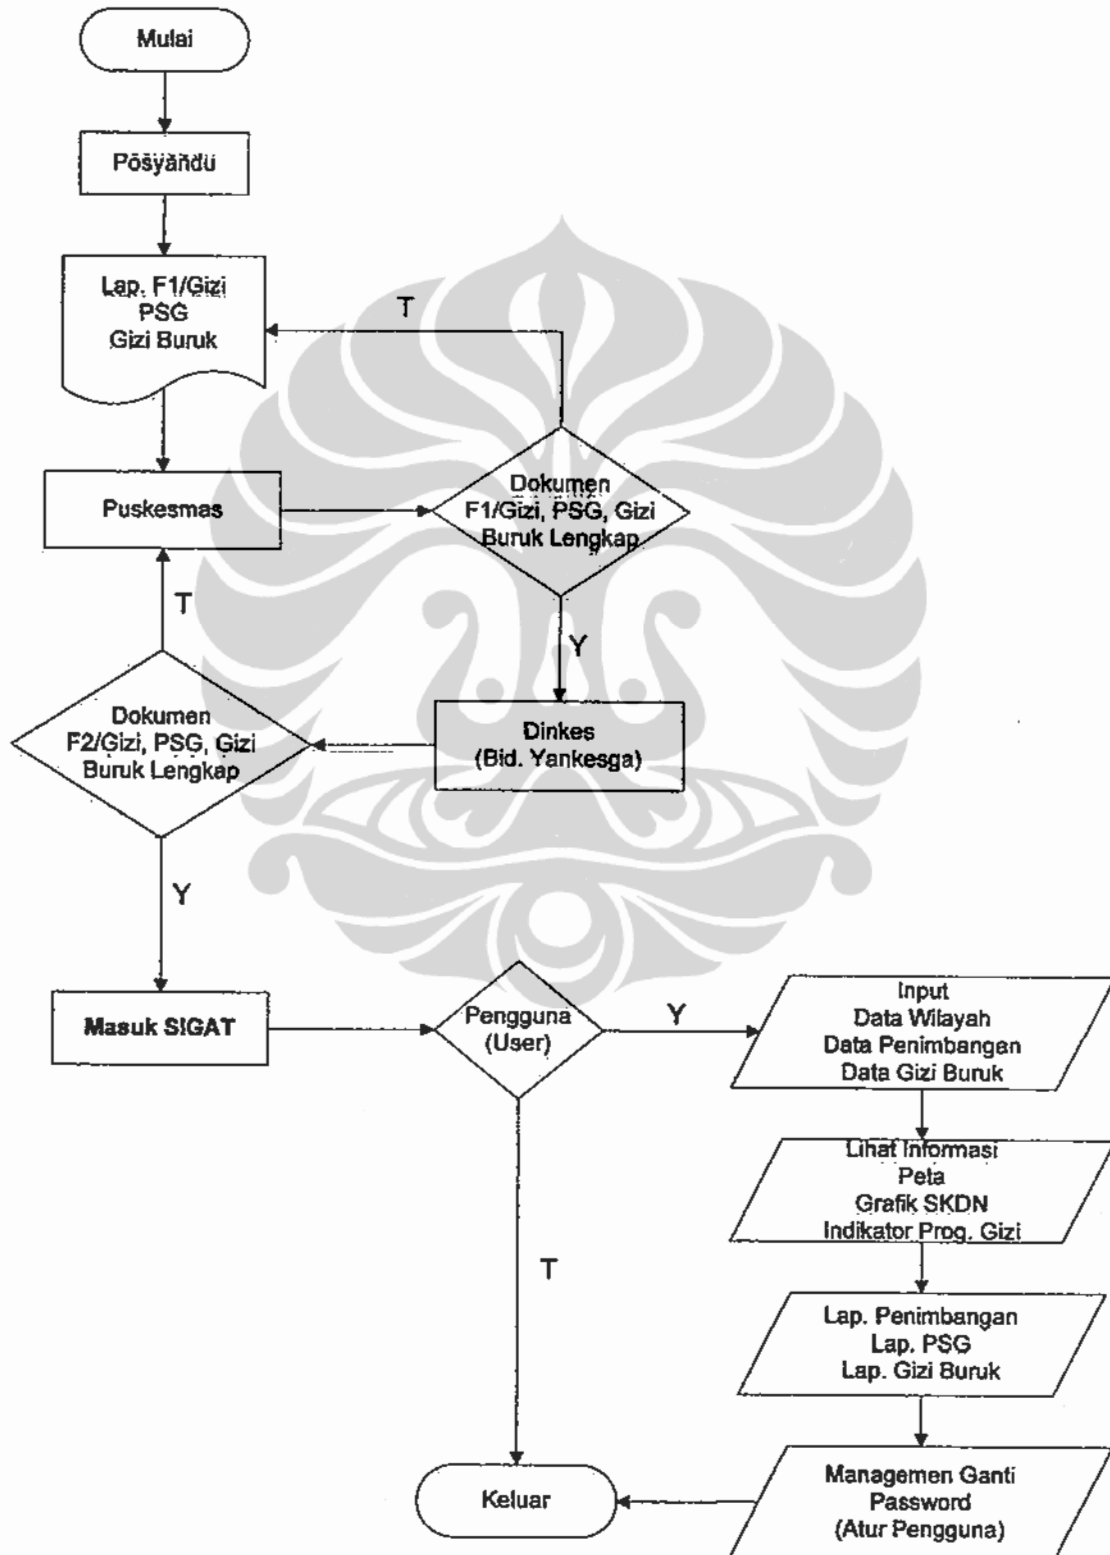 Mulai
Posyandu
Lap. F1/Gizi
PSG
Gizi Buruk
T
Puskesmas
Dokumen
F1/Gizi, PSG, Gizi
Buruk Lengkap
T
Y
Dokumen
F2/Gizi, PSG, Gizi
Buruk Lengkap
Dinkes
(Bid. Yankesga)
Y
Masuk SIGAT
Pengguna
(User)
Y
Input
Data Wilayah
Data Penimbangan
Data Gizi Buruk
Lihat Informasi
Peta
Grafik SKDN
Indikator Prog. Gizi
T
Lap. Penimbangan
Lap. PSG
Lap. Gizi Buruk
Keluar
Managemen Ganti
Password
(Atur Pengguna)